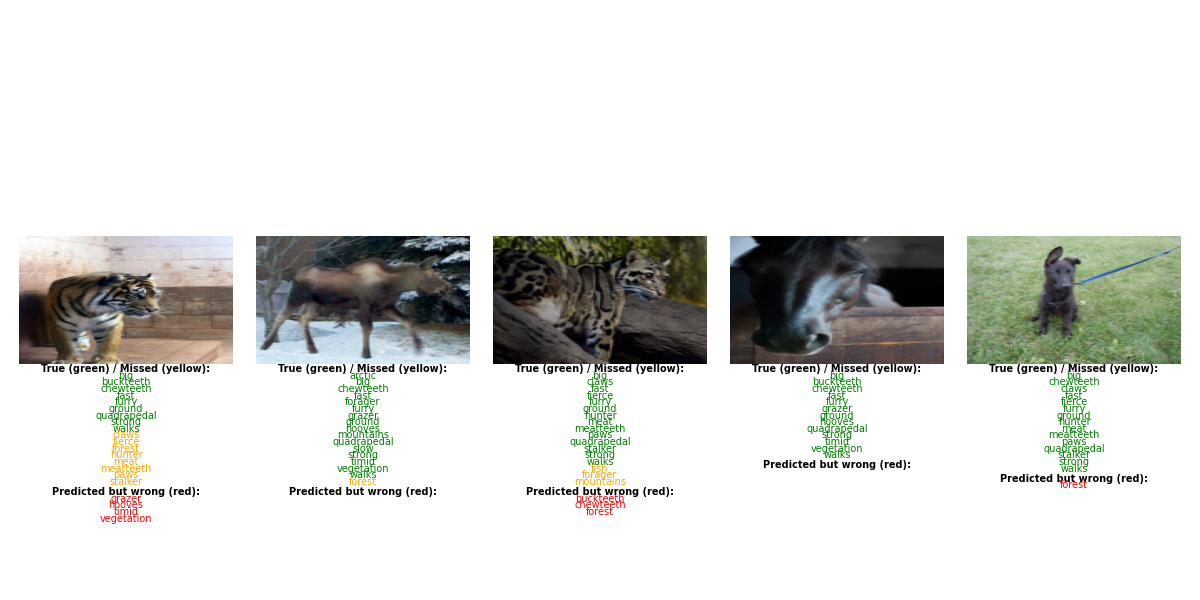 True (green) / Missed (yellow):
big
buckteeth
chewteeth
fast
furry
ground
quadrapedal
strong
walks
claws
fierce
forest
hunter
meat
meatteeth
paws
stalker
Predicted but wrong (red):
grazer
hooves
timid
vegetation
True (green) / Missed (yellow):
arctic
big
chewteeth
fast
forager
furry
grazer
ground
hooves
mountains
quadrapedal
slow
strong
timid
vegetation
walks
forest
Predicted but wrong (red):
True (green) / Missed (yellow):
big
claws
fast
fierce
furry
ground
hunter
meat
meatteeth
paws
quadrapedal
stalker
strong
walks
fish
forager
mountains
Predicted but wrong (red):
buckteeth
chewteeth
forest
True (green) / Missed (yellow):
big
buckteeth
chewteeth
fast
furry
grazer
ground
hooves
quadrapedal
strong
timid
vegetation
walks
Predicted but wrong (red):
True (green) / Missed (yellow):
big
chewteeth
claws
fast
fierce
furry
ground
hunter
meat
meatteeth
paws
quadrapedal
stalker
strong
walks
Predicted but wrong (red):
forest